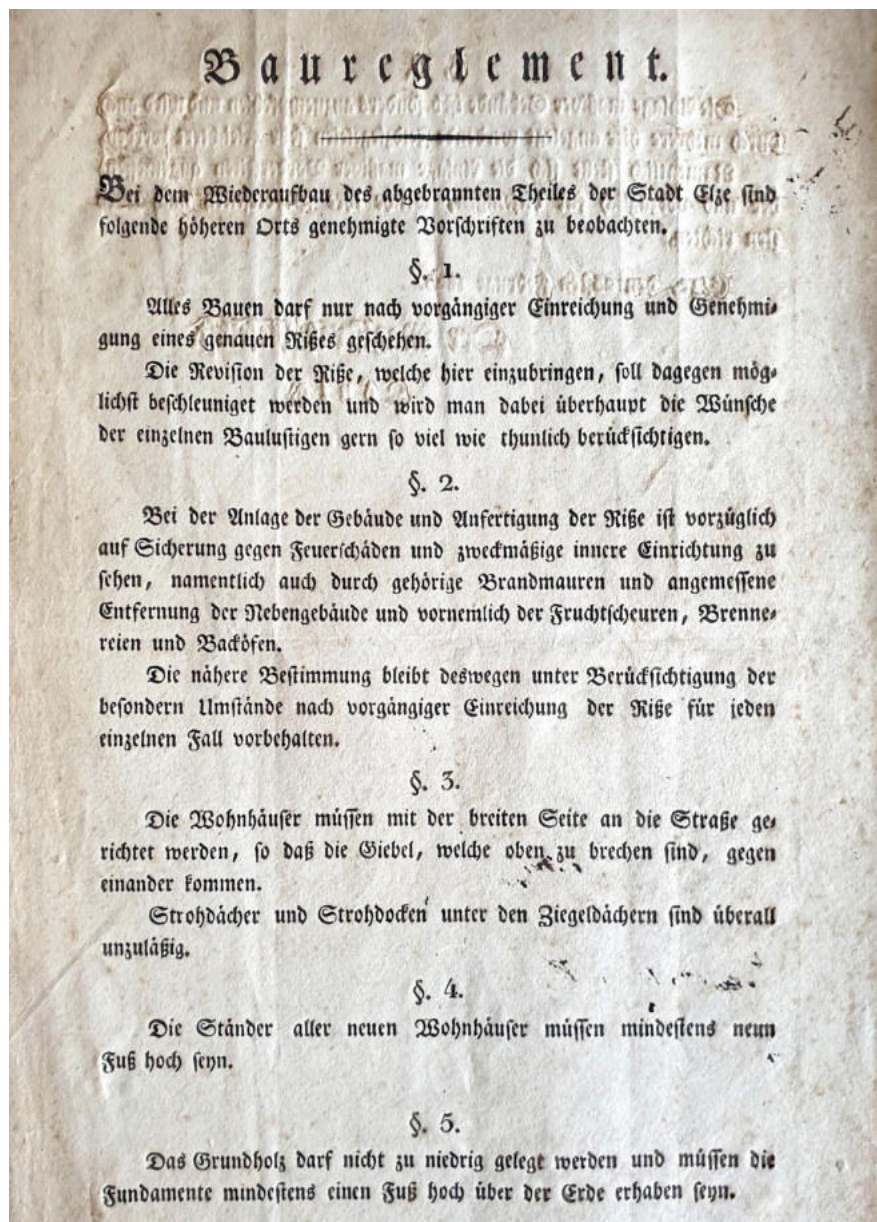 Baureglement.
Bei dem Wiederaufbau des abgebrannten Theiles der Stadt Elze sind
folgende höheren Orts genehmigte Vorschriften zu beobachten.
§. 1.
Alles Bauen darf nur nach vorgängiger Einreichung und Genehmi-
gung eines genauen Rißes geschehen.
Die Revision der Riße, welche hier einzubringen, soll dagegen mög-
lichst beschleuniget werden und wird man dabei überhaupt die Wünsche
der einzelnen Baulustigen gern so viel wie thunlich berücksichtigen.
§. 2.
Bei der Anlage der Gebäude und Anfertigung der Riße ist vorzüglich
auf Sicherung gegen Feuerschäden und zweckmäßige innere Einrichtung zu
sehen, namentlich auch durch gehörige Brandmauren und angemessene
Entfernung der Nebengebäude und vornemlich der Fruchtscheuren, Brenne-
reien und Backöfen.
Die nähere Bestimmung bleibt deswegen unter Berücksichtigung der
besondern Umstände nach vorgängiger Einreichung der Riße für jeden
einzelnen Fall vorbehalten.
§. 3.
Die Wohnhäuser müssen mit der breiten Seite an die Straße ge-
richtet werden, so daß die Giebel, welche oben zu brechen sind, gegen
einander kommen.
Strohdächer und Strohdocken unter den Ziegeldächern sind überall
unzuläßig.
§. 4.
Die Ständer aller neuen Wohnhäuser müssen mindestens neun
Fuß hoch seyn.
§. 5.
Das Grundholz darf nicht zu niedrig gelegt werden und müssen die
Fundamente mindestens einen Fuß hoch über der Erde erhaben seyn.